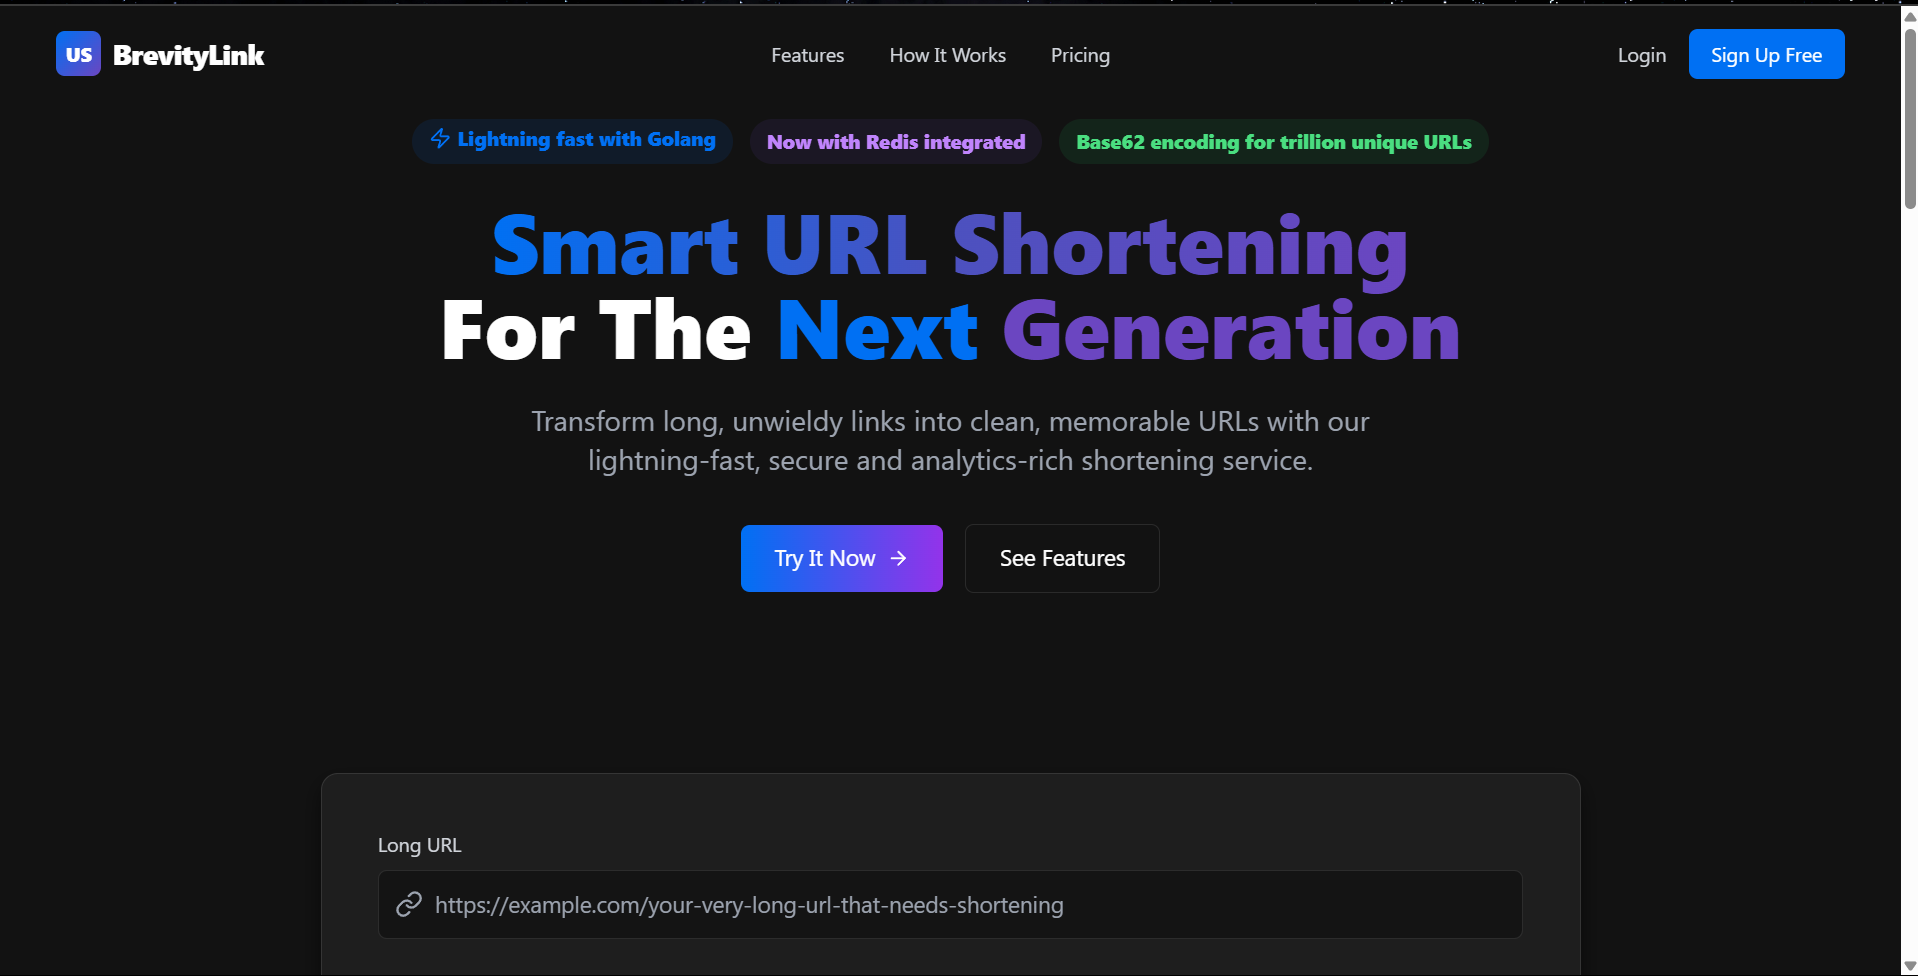 US BrevityLink
Features How It Works Pricing
Login Sign Up Free
Lightning fast with Golang
Now with Redis integrated
Base62 encoding for trillion unique URLs
Smart URL Shortening
For The Next Generation
Transform long, unwieldy links into clean, memorable URLs with our
lightning-fast, secure and analytics-rich shortening service.
Try It Now →
See Features
Long URL
https://example.com/your-very-long-url-that-needs-shortening